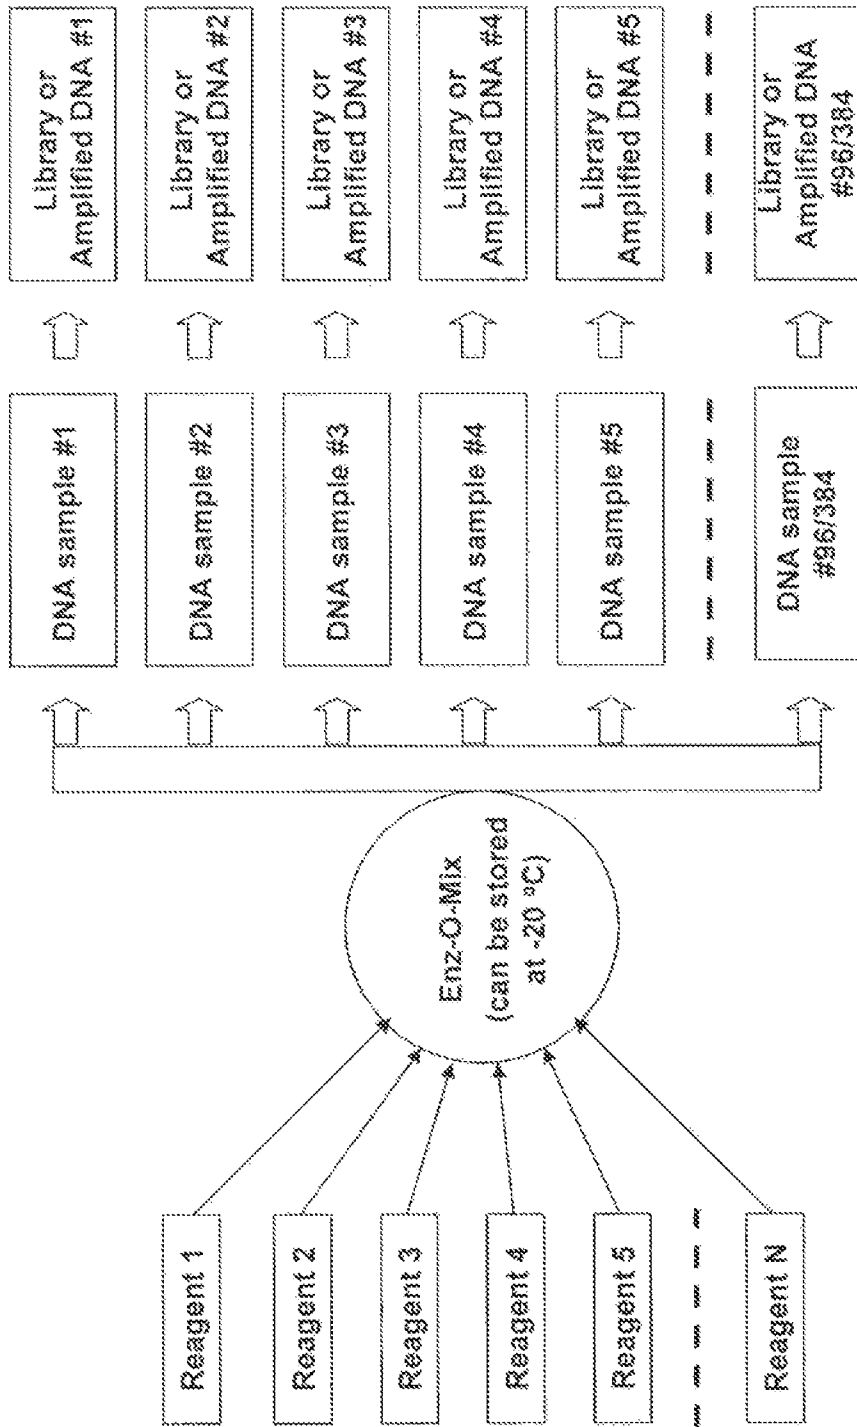 Reagent 1
Reagent 2
Reagent 3
Reagent 4
Reagent 5
Reagent N
Enz-O-Mix
(can be stored
at -20 ºC)
DNA sample #1
DNA sample #2
DNA sample #3
DNA sample #4
DNA sample #5
DNA sample
#96/384
Library or
Amplified DNA #1
Library or
Amplified DNA #2
Library or
Amplified DNA #3
Library or
Amplified DNA #4
Library or
Amplified DNA #5
Library or
Amplified DNA
#96/384